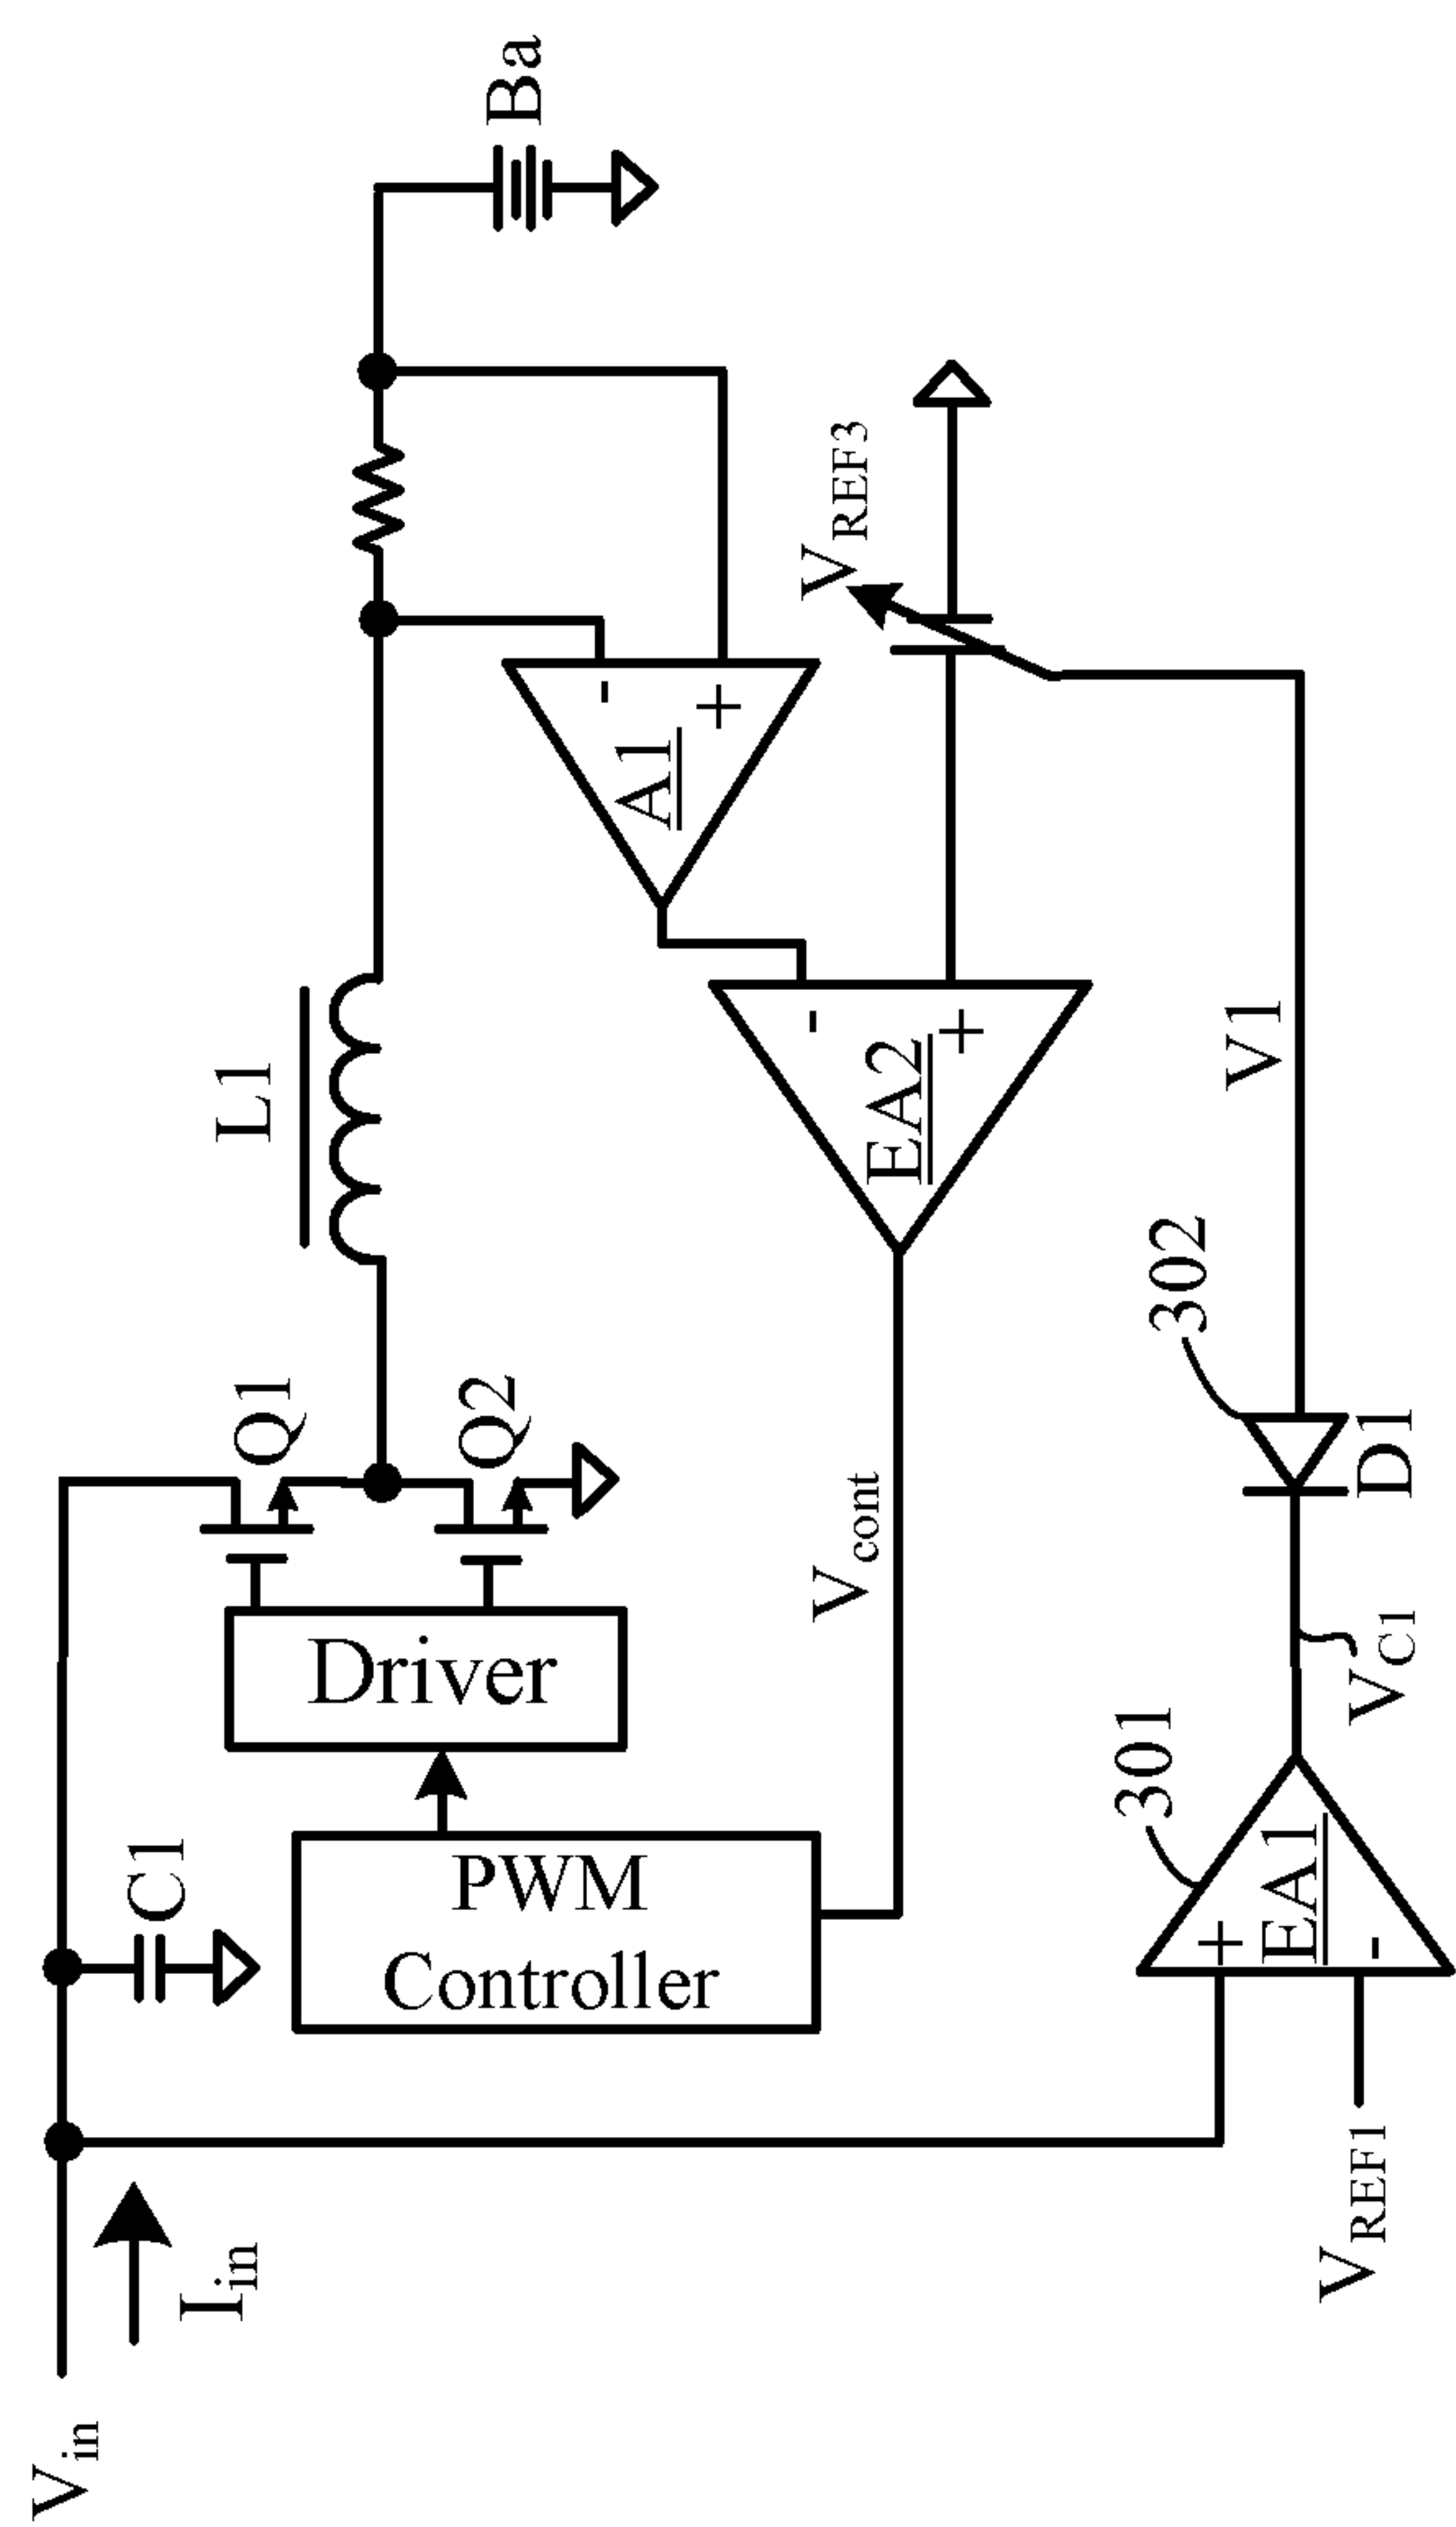 V_in
I_in
C1
PWM
Controller
Driver
Q1
Q2
L1
Ba
A1
-
+
V_REF3
EA2
-
+
V_cont
V_REF1
EA1
+
-
301
V_C1
D1
302
V1